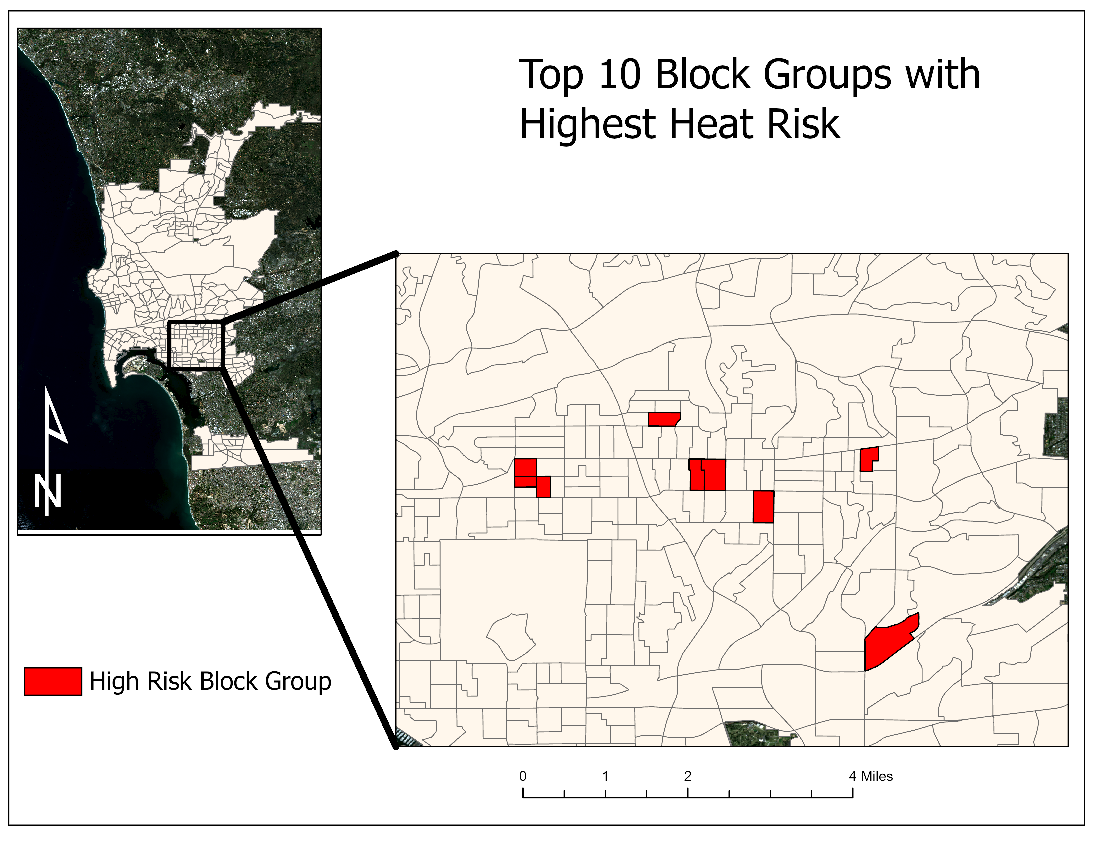 Top 10 Block Groups with
Highest Heat Risk
N
High Risk Block Group
0 1 2 4 Miles